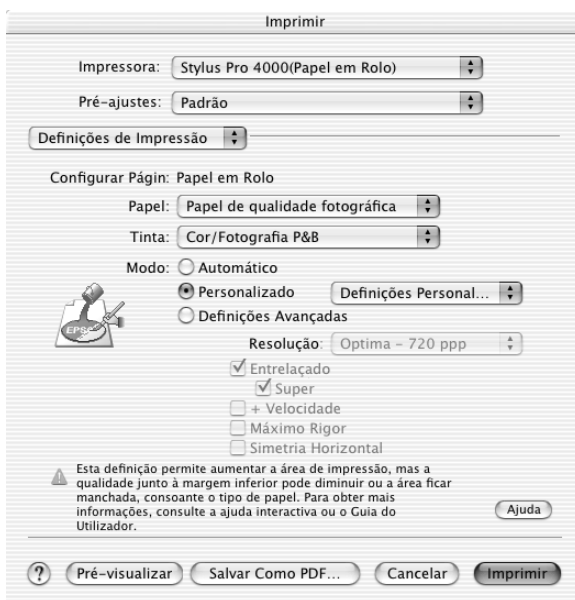 Imprimir
Impressora: Stylus Pro 4000(Papel em Rolo)
Pré-ajustes: Padrão
Definições de Impressão
Configurar Págin: Papel em Rolo
Papel: Papel de qualidade fotográfica
Tinta: Cor/Fotografia P&B
Modo: Automático
Personalizado Definições Personal...
Definições Avançadas
Resolução: Optima - 720 ppp
Entrelaçado
Super
+ Velocidade
Máximo Rigor
Simetria Horizontal
EPSO
Esta definição permite aumentar a área de impressão, mas a
qualidade junto à margem inferior pode diminuir ou a área ficar
manchada, consoante o tipo de papel. Para obter mais
informações, consulte a ajuda interactiva ou o Guia do
Utilizador.
Ajuda
? Pré-visualizar Salvar Como PDF... Cancelar Imprimir